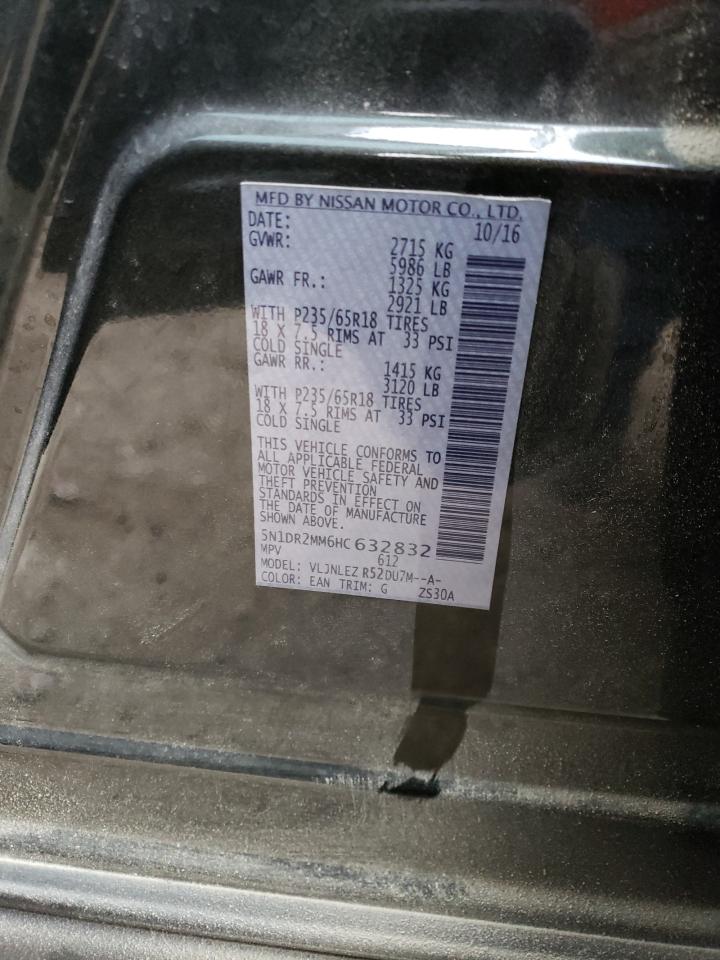 MFD BY NISSAN MOTOR CO., LTD.
DATE: 10/16
GVWR: 2715 KG
5986 LB
GAWR FR.: 1325 KG
2921 LB
WITH P235/65R18 TIRES
18 X 7.5 RIMS AT 33 PSI
COLD SINGLE
GAWR RR.: 1415 KG
3120 LB
WITH P235/65R18 TIRES
18 X 7.5 RIMS AT 33 PSI
COLD SINGLE
THIS VEHICLE CONFORMS TO
ALL APPLICABLE FEDERAL
MOTOR VEHICLE SAFETY AND
THEFT PREVENTION
STANDARDS IN EFFECT ON
THE DATE OF MANUFACTURE
SHOWN ABOVE.
5N1DR2MM6HC 632832
MPV 612
MODEL: VLJNLEZ R52DU7M--A-
COLOR: EAN TRIM: G ZS30A